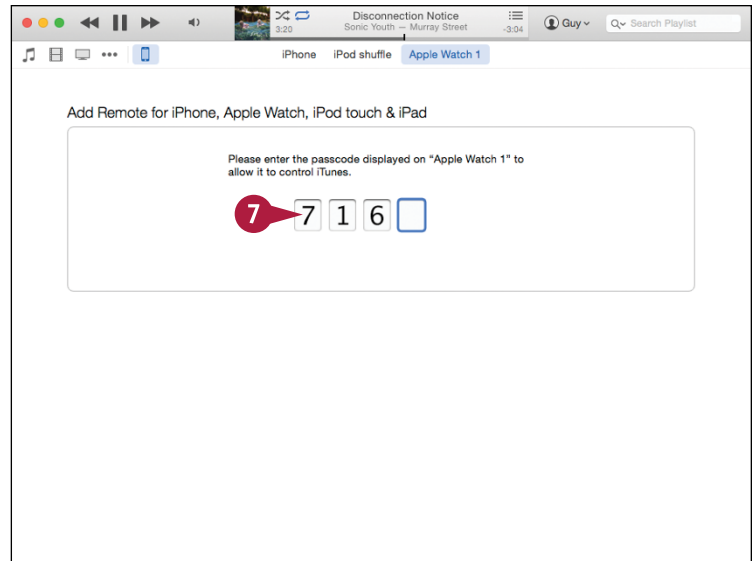 Disconnection Notice
3:20
Sonic Youth — Murray Street
-3:04
Guy
Search Playlist
iPhone iPod shuffle Apple Watch 1
Add Remote for iPhone, Apple Watch, iPod touch & iPad
Please enter the passcode displayed on “Apple Watch 1” to
allow it to control iTunes.
7 7 1 6